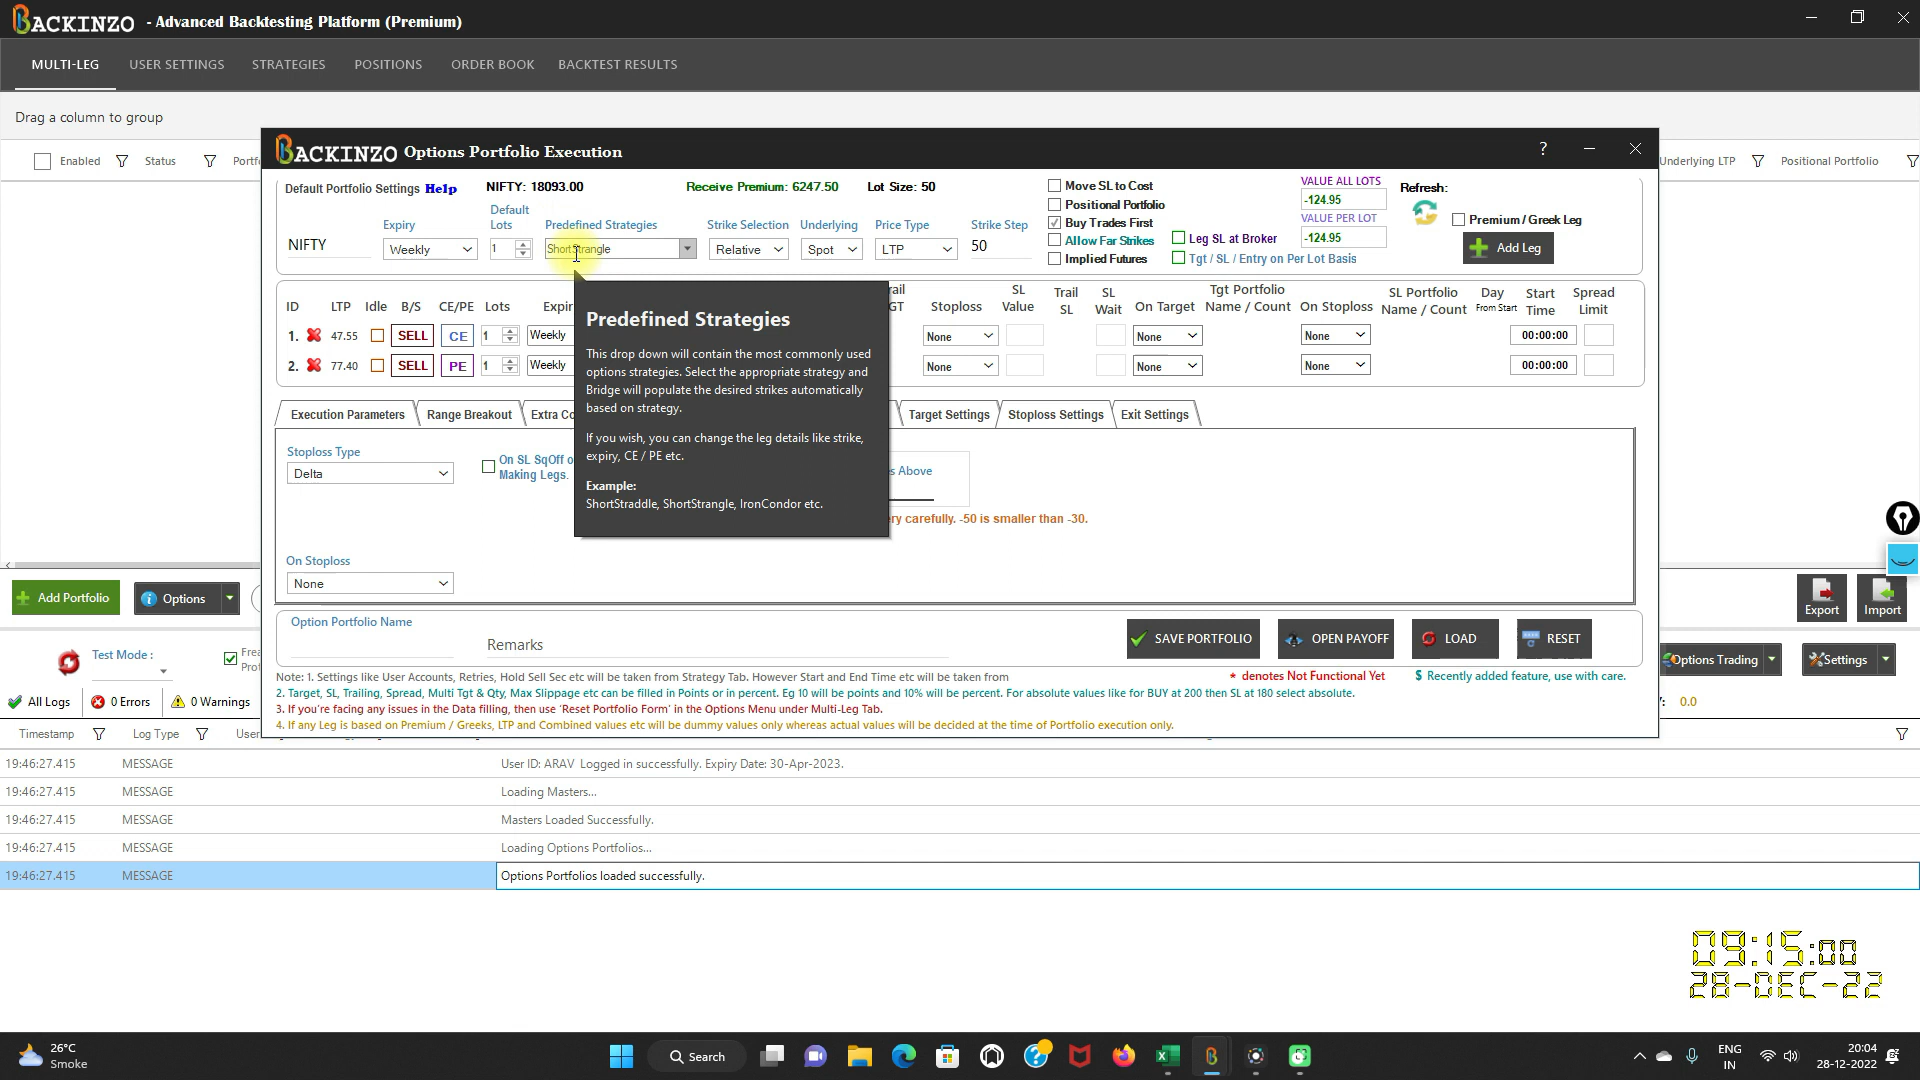 BACKINZO - Advanced Backtesting Platform (Premium)
MULTI-LEG USER SETTINGS STRATEGIES POSITIONS ORDER BOOK BACKTEST RESULTS
Drag a column to group
Enabled Status Portfo Underlying LTP Positional Portfolio
BACKINZO Options Portfolio Execution ?
Default Portfolio Settings Help NIFTY: 18093.00 Receive Premium: 6247.50 Lot Size: 50
Move SL to Cost
Positional Portfolio
Buy Trades First
Allow Far Strikes
Implied Futures
Leg SL at Broker
Tgt / SL / Entry on Per Lot Basis
VALUE ALL LOTS
-124.95
VALUE PER LOT
-124.95
Refresh:
Premium / Greek Leg
Add Leg
Expiry Default Lots Predefined Strategies Strike Selection Underlying Price Type Strike Step
NIFTY Weekly 1 ShortStrangle Relative Spot LTP 50
ID LTP Idle B/S CE/PE Lots Expir rail GT Stoploss SL Value Trail SL SL Wait On Target Tgt Portfolio Name / Count On Stoploss SL Portfolio Name / Count Day From Start Start Time Spread Limit
1. 47.55 SELL CE 1 Weekly None None None 00:00:00
2. 77.40 SELL PE 1 Weekly None None None 00:00:00
Predefined Strategies
This drop down will contain the most commonly used
options strategies. Select the appropriate strategy and
Bridge will populate the desired strikes automatically
based on strategy.
If you wish, you can change the leg details like strike,
expiry, CE / PE etc.
Example:
ShortStraddle, ShortStrangle, IronCondor etc.
Execution Parameters Range Breakout Extra Co Target Settings Stoploss Settings Exit Settings
Stoploss Type
Delta
On SL SqOff o
Making Legs.
s Above
ry carefully. -50 is smaller than -30.
On Stoploss
None
Add Portfolio Options Export Import
Option Portfolio Name
Remarks
SAVE PORTFOLIO OPEN PAYOFF LOAD RESET
Test Mode :
Frea
Prof
Options Trading Settings
Note: 1. Settings like User Accounts, Retries, Hold Sell Sec etc will be taken from Strategy Tab. However Start and End Time etc will be taken from
* denotes Not Functional Yet $ Recently added feature, use with care.
2. Target, SL, Trailing, Spread, Multi Tgt & Qty, Max Slippage etc can be filled in Points or in percent. Eg 10 will be points and 10% will be percent. For absolute values like for BUY at 200 then SL at 180 select absolute.
3. If you're facing any issues in the Data filling, then use 'Reset Portfolio Form' in the Options Menu under Multi-Leg Tab.
4. If any Leg is based on Premium / Greeks, LTP and Combined values etc will be dummy values only whereas actual values will be decided at the time of Portfolio execution only.
All Logs 0 Errors 0 Warnings : 0.0
Timestamp Log Type User
19:46:27.415 MESSAGE User ID: ARAV Logged in successfully. Expiry Date: 30-Apr-2023.
19:46:27.415 MESSAGE Loading Masters...
19:46:27.415 MESSAGE Masters Loaded Successfully.
19:46:27.415 MESSAGE Loading Options Portfolios...
19:46:27.415 MESSAGE Options Portfolios loaded successfully.
09:15:00
28-DEC-22
26°C
Smoke
Search
ENG
IN
20:04
28-12-2022